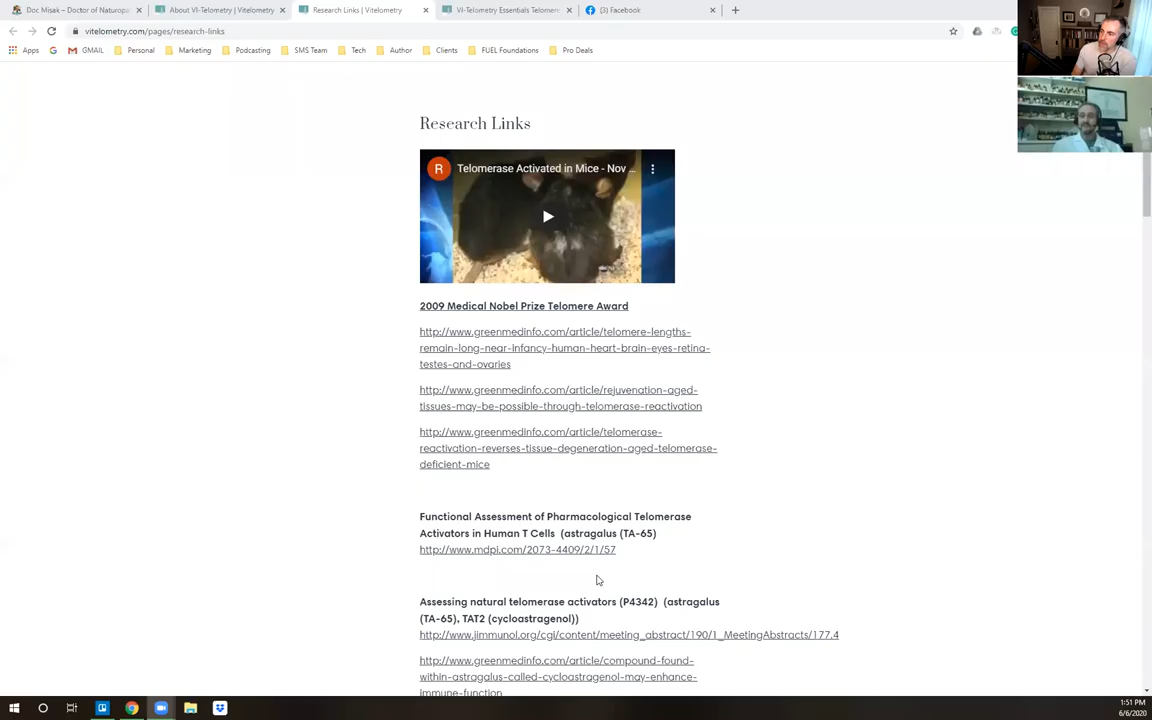 Doc Misak – Doctor of Naturopa
About VI-Telometry | Vitelometry
Research Links | Vitelometry
VI-Telometry Essentials Telomer
(3) Facebook
vitelometry.com/pages/research-links
Apps
GMAIL
Personal
Marketing
Podcasting
SMS Team
Tech
Author
Clients
FUEL Foundations
Pro Deals
Research Links
R
Telomerase Activated in Mice - Nov ...
2009 Medical Nobel Prize Telomere Award
http://www.greenmedinfo.com/article/telomere-lengths-
remain-long-near-infancy-human-heart-brain-eyes-retina-
testes-and-ovaries
http://www.greenmedinfo.com/article/rejuvenation-aged-
tissues-may-be-possible-through-telomerase-reactivation
http://www.greenmedinfo.com/article/telomerase-
reactivation-reverses-tissue-degeneration-aged-telomerase-
deficient-mice
Functional Assessment of Pharmacological Telomerase
Activators in Human T Cells (astragalus (TA-65)
http://www.mdpi.com/2073-4409/2/1/57
Assessing natural telomerase activators (P4342) (astragalus
(TA-65), TAT2 (cycloastragenol))
http://www.jimmunol.org/cgi/content/meeting_abstract/190/1_MeetingAbstracts/177.4
http://www.greenmedinfo.com/article/compound-found-
within-astragalus-called-cycloastragenol-may-enhance-
immune-function
1:51 PM
6/6/2020